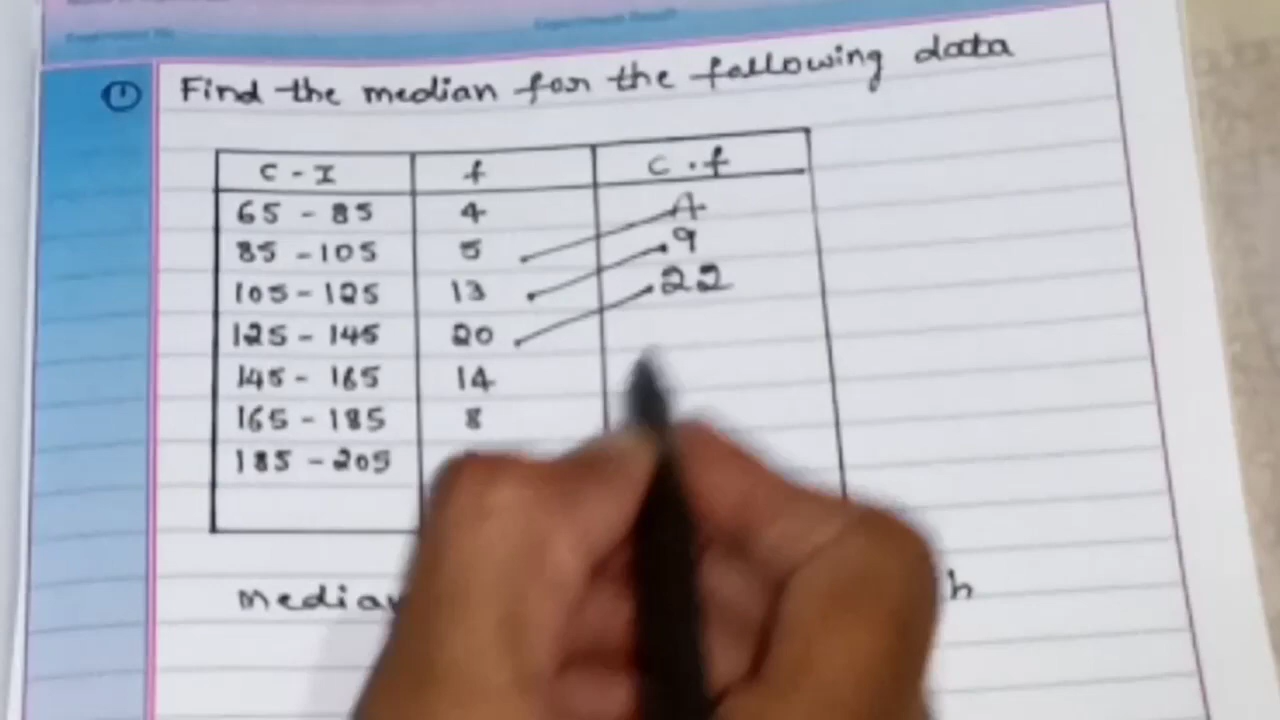 ① Find the median for the following data
C - I f C.f
65 - 85 4 4
85 - 105 5 9
105 - 125 13 22
125 - 145 20
145 - 165 14
165 - 185 8
185 - 205
h